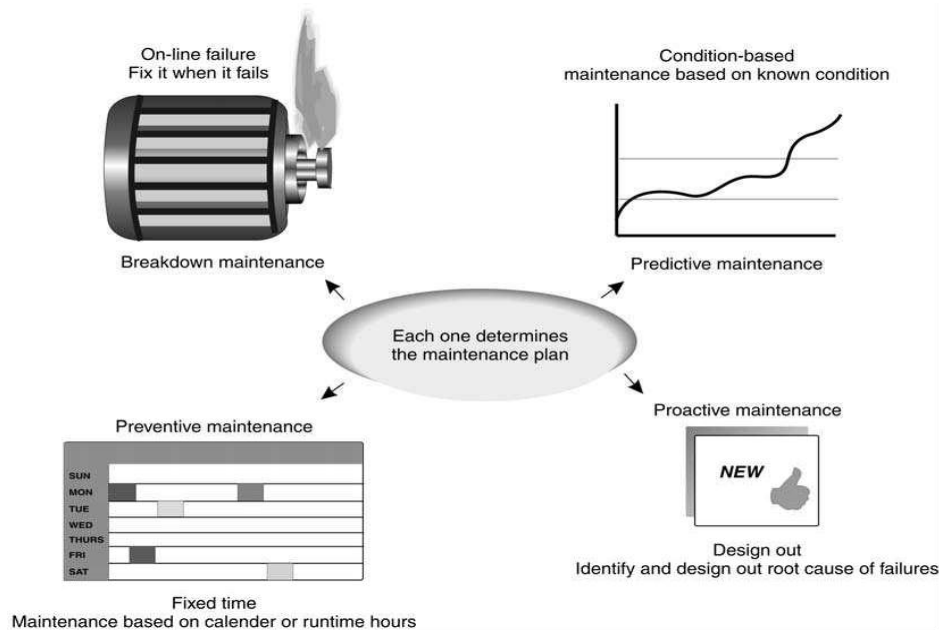 On-line failure
Fix it when it fails
Breakdown maintenance
Condition-based
maintenance based on known condition
Predictive maintenance
Each one determines
the maintenance plan
Preventive maintenance
SUN
MON
TUE
WED
THURS
FRI
SAT
Fixed time
Maintenance based on calender or runtime hours
Proactive maintenance
NEW
Design out
Identify and design out root cause of failures